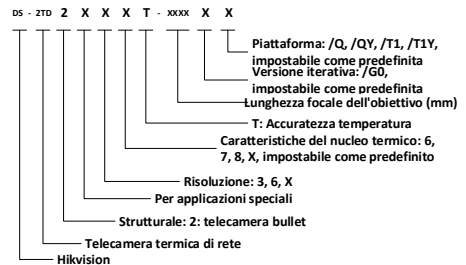 DS - 2TD 2 X X X T - XXXX X X
Piattaforma: /Q, /QY, /T1, /T1Y,
impostabile come predefinita
Versione iterativa: /G0,
impostabile come predefinita
Lunghezza focale dell'obiettivo (mm)
T: Accuratezza temperatura
Caratteristiche del nucleo termico: 6,
7, 8, X, impostabile come predefinito
Risoluzione: 3, 6, X
Per applicazioni speciali
Strutturale: 2: telecamera bullet
Telecamera termica di rete
Hikvision